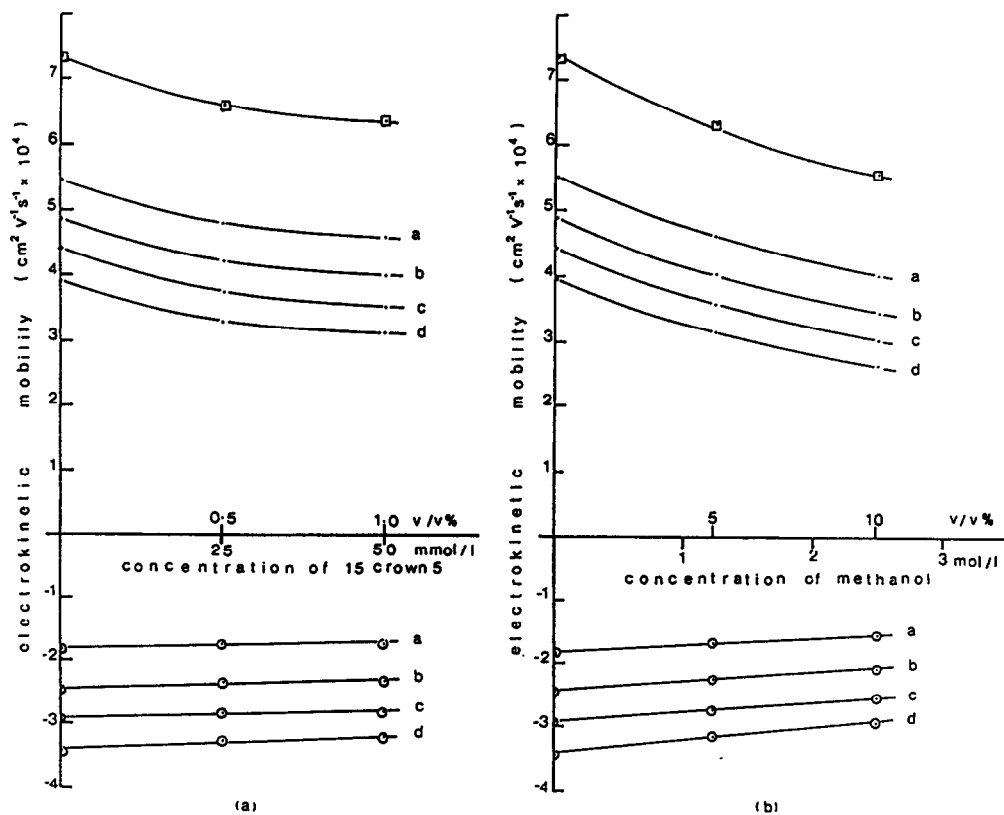 electrokinetic mobility (cm² V⁻¹s⁻¹ × 10⁴)
7
6
5
4
3
2
1
-1
-2
-3
-4
a
b
c
d
0·5 1·0 v/v%
25 50 mmol/l
concentration of 15 crown 5
a
b
c
d
(a)
electrokinetic mobility (cm² V⁻¹s⁻¹ × 10⁴)
7
6
5
4
3
2
1
-1
-2
-3
-4
a
b
c
d
5 10 v/v%
1 2 3 mol/l
concentration of methanol
a
b
c
d
(b)